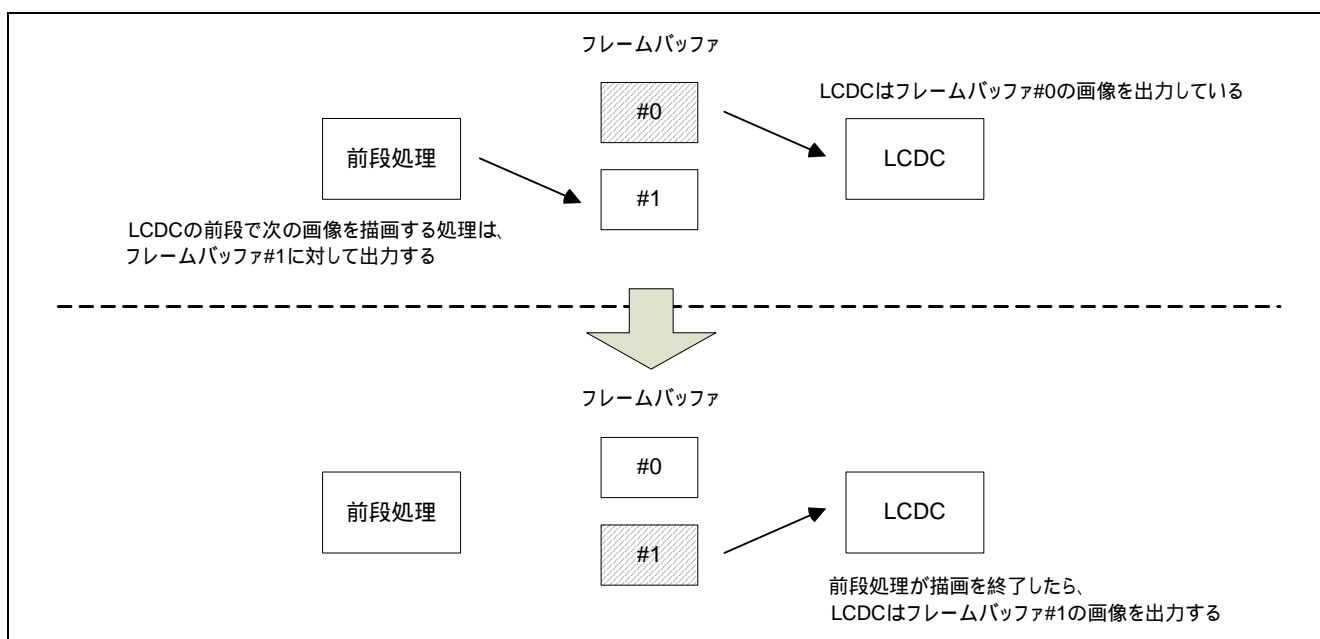 フレームバッファ
LCDCはフレームバッファ#0の画像を出力している
#0
前段処理
LCDC
#1
LCDCの前段で次の画像を描画する処理は、
フレームバッファ#1に対して出力する
フレームバッファ
#0
前段処理
LCDC
#1
前段処理が描画を終了したら、
LCDCはフレームバッファ#1の画像を出力する